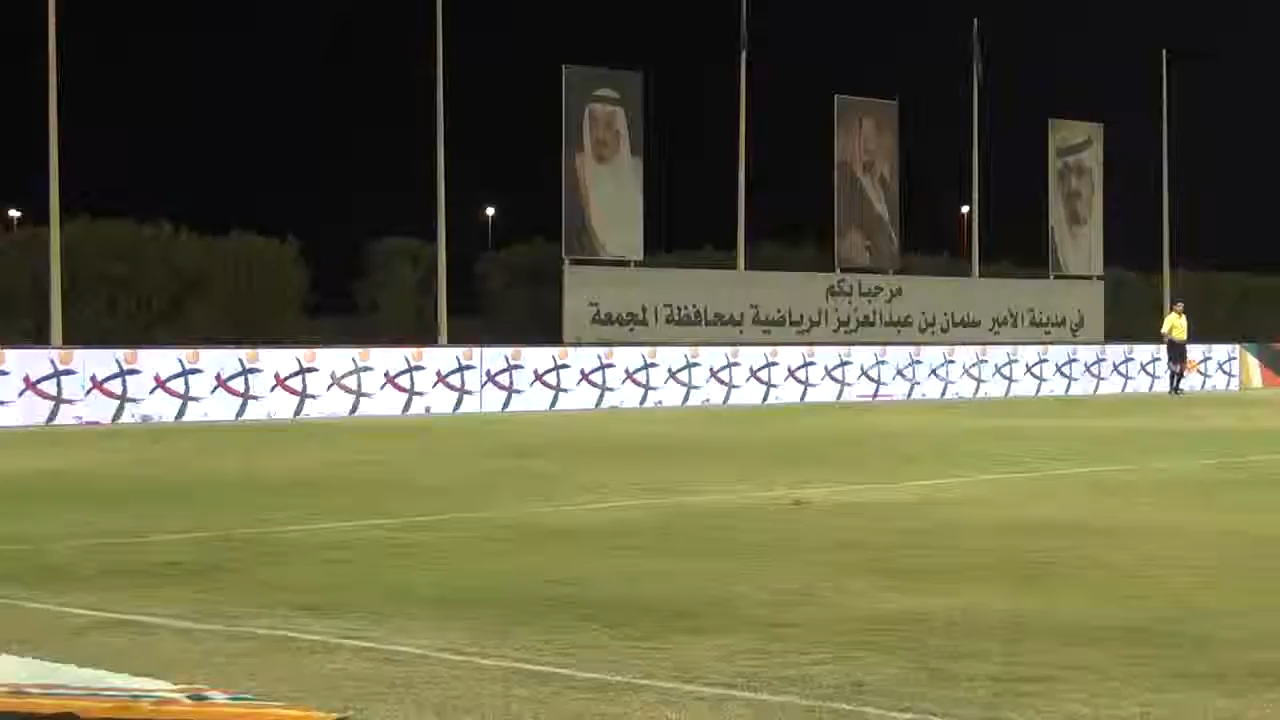 مرحبا بكم
في مدينة الأمير سلمان بن عبدالعزيز الرياضية بمحافظة المجمعة